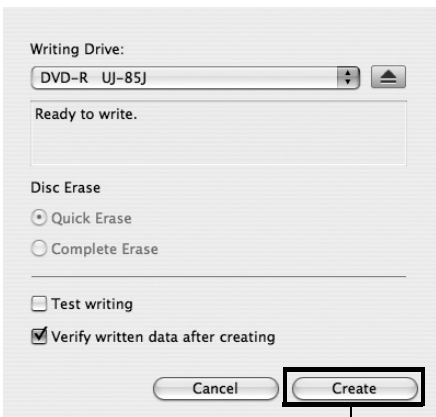 Writing Drive:
DVD-R UJ-85J
Ready to write.
Disc Erase
Quick Erase
Complete Erase
Test writing
Verify written data after creating
Cancel Create